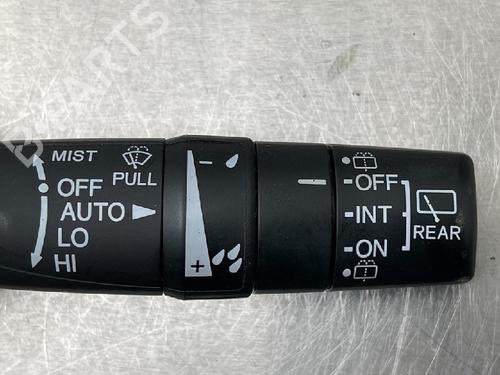 MIST
PULL
OFF
AUTO
LO
HI
- 
+
OFF
INT
ON
REAR